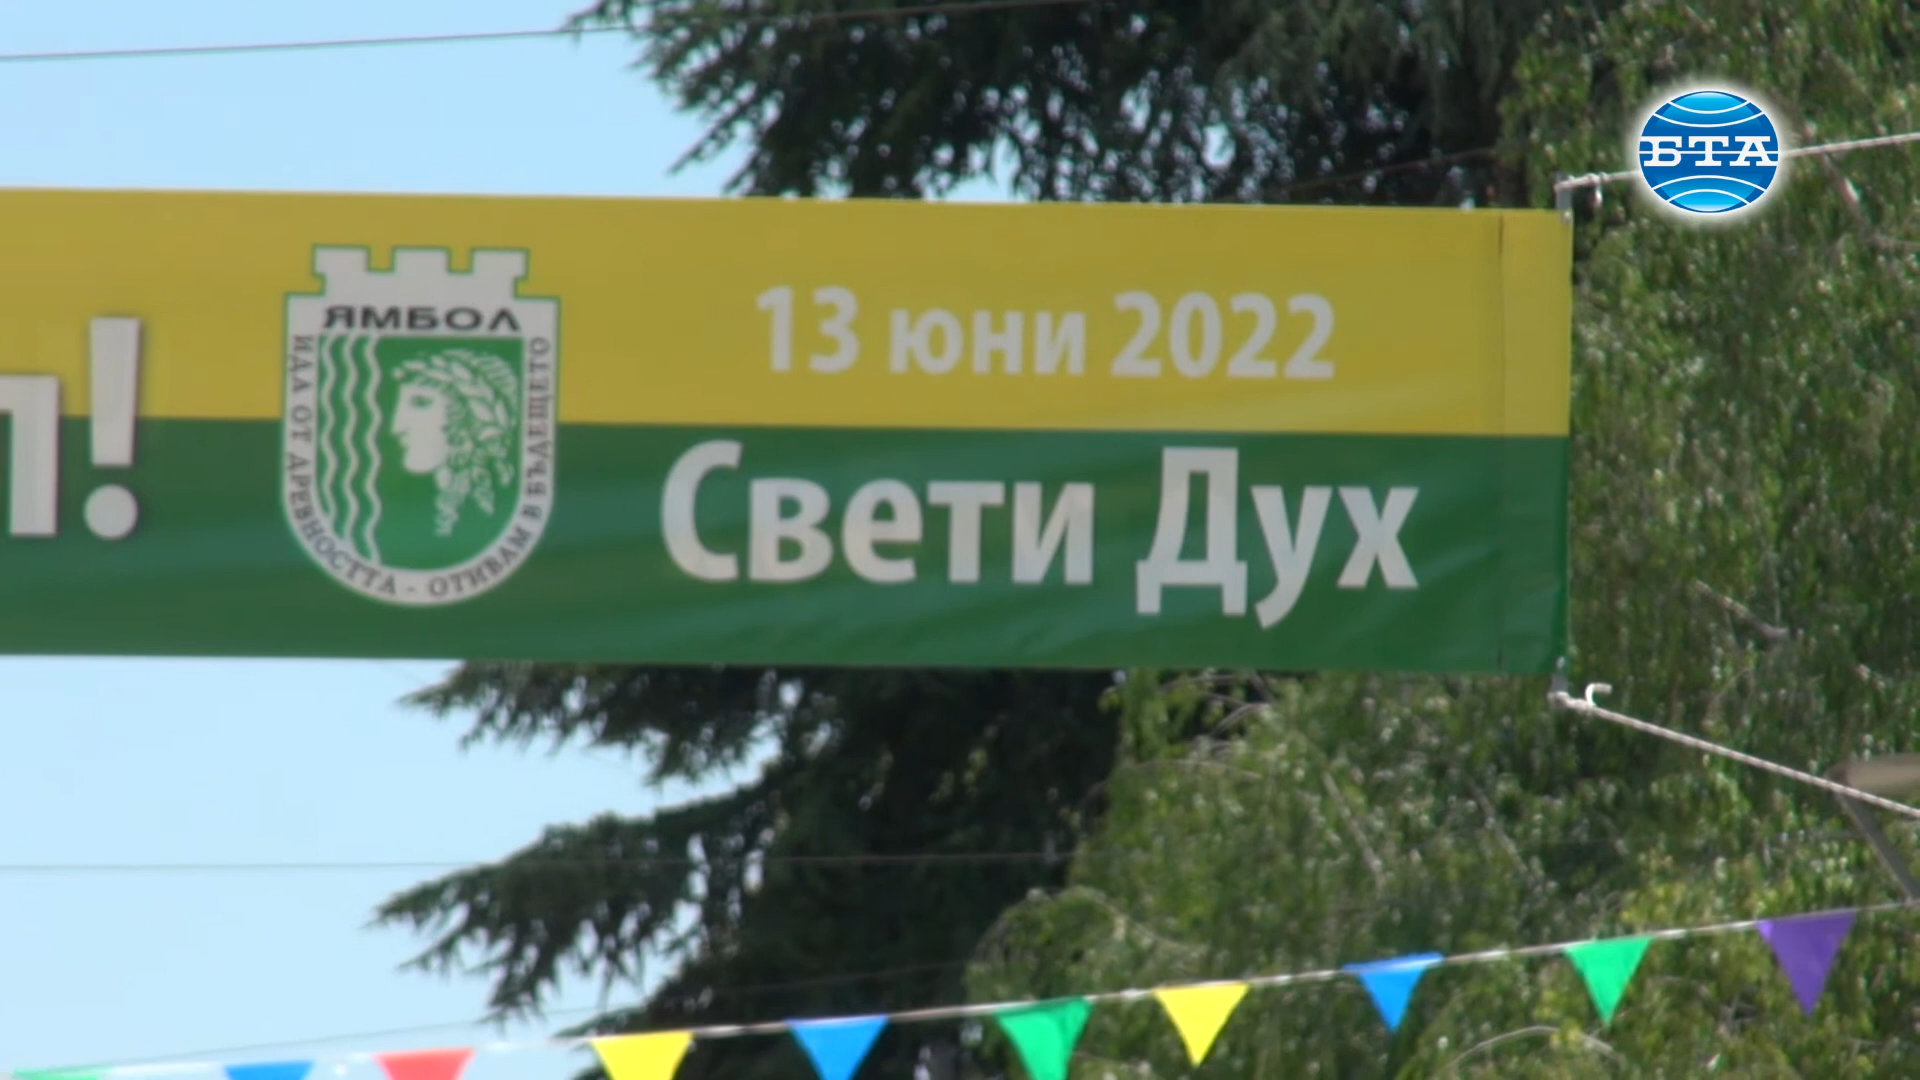 БТА
13 юни 2022
ЯМБОЛ
ИДА ОТ ДРЕВНОСТТА - ОТИВАМ В БЪДЕЩЕТО
!
Свети Дух